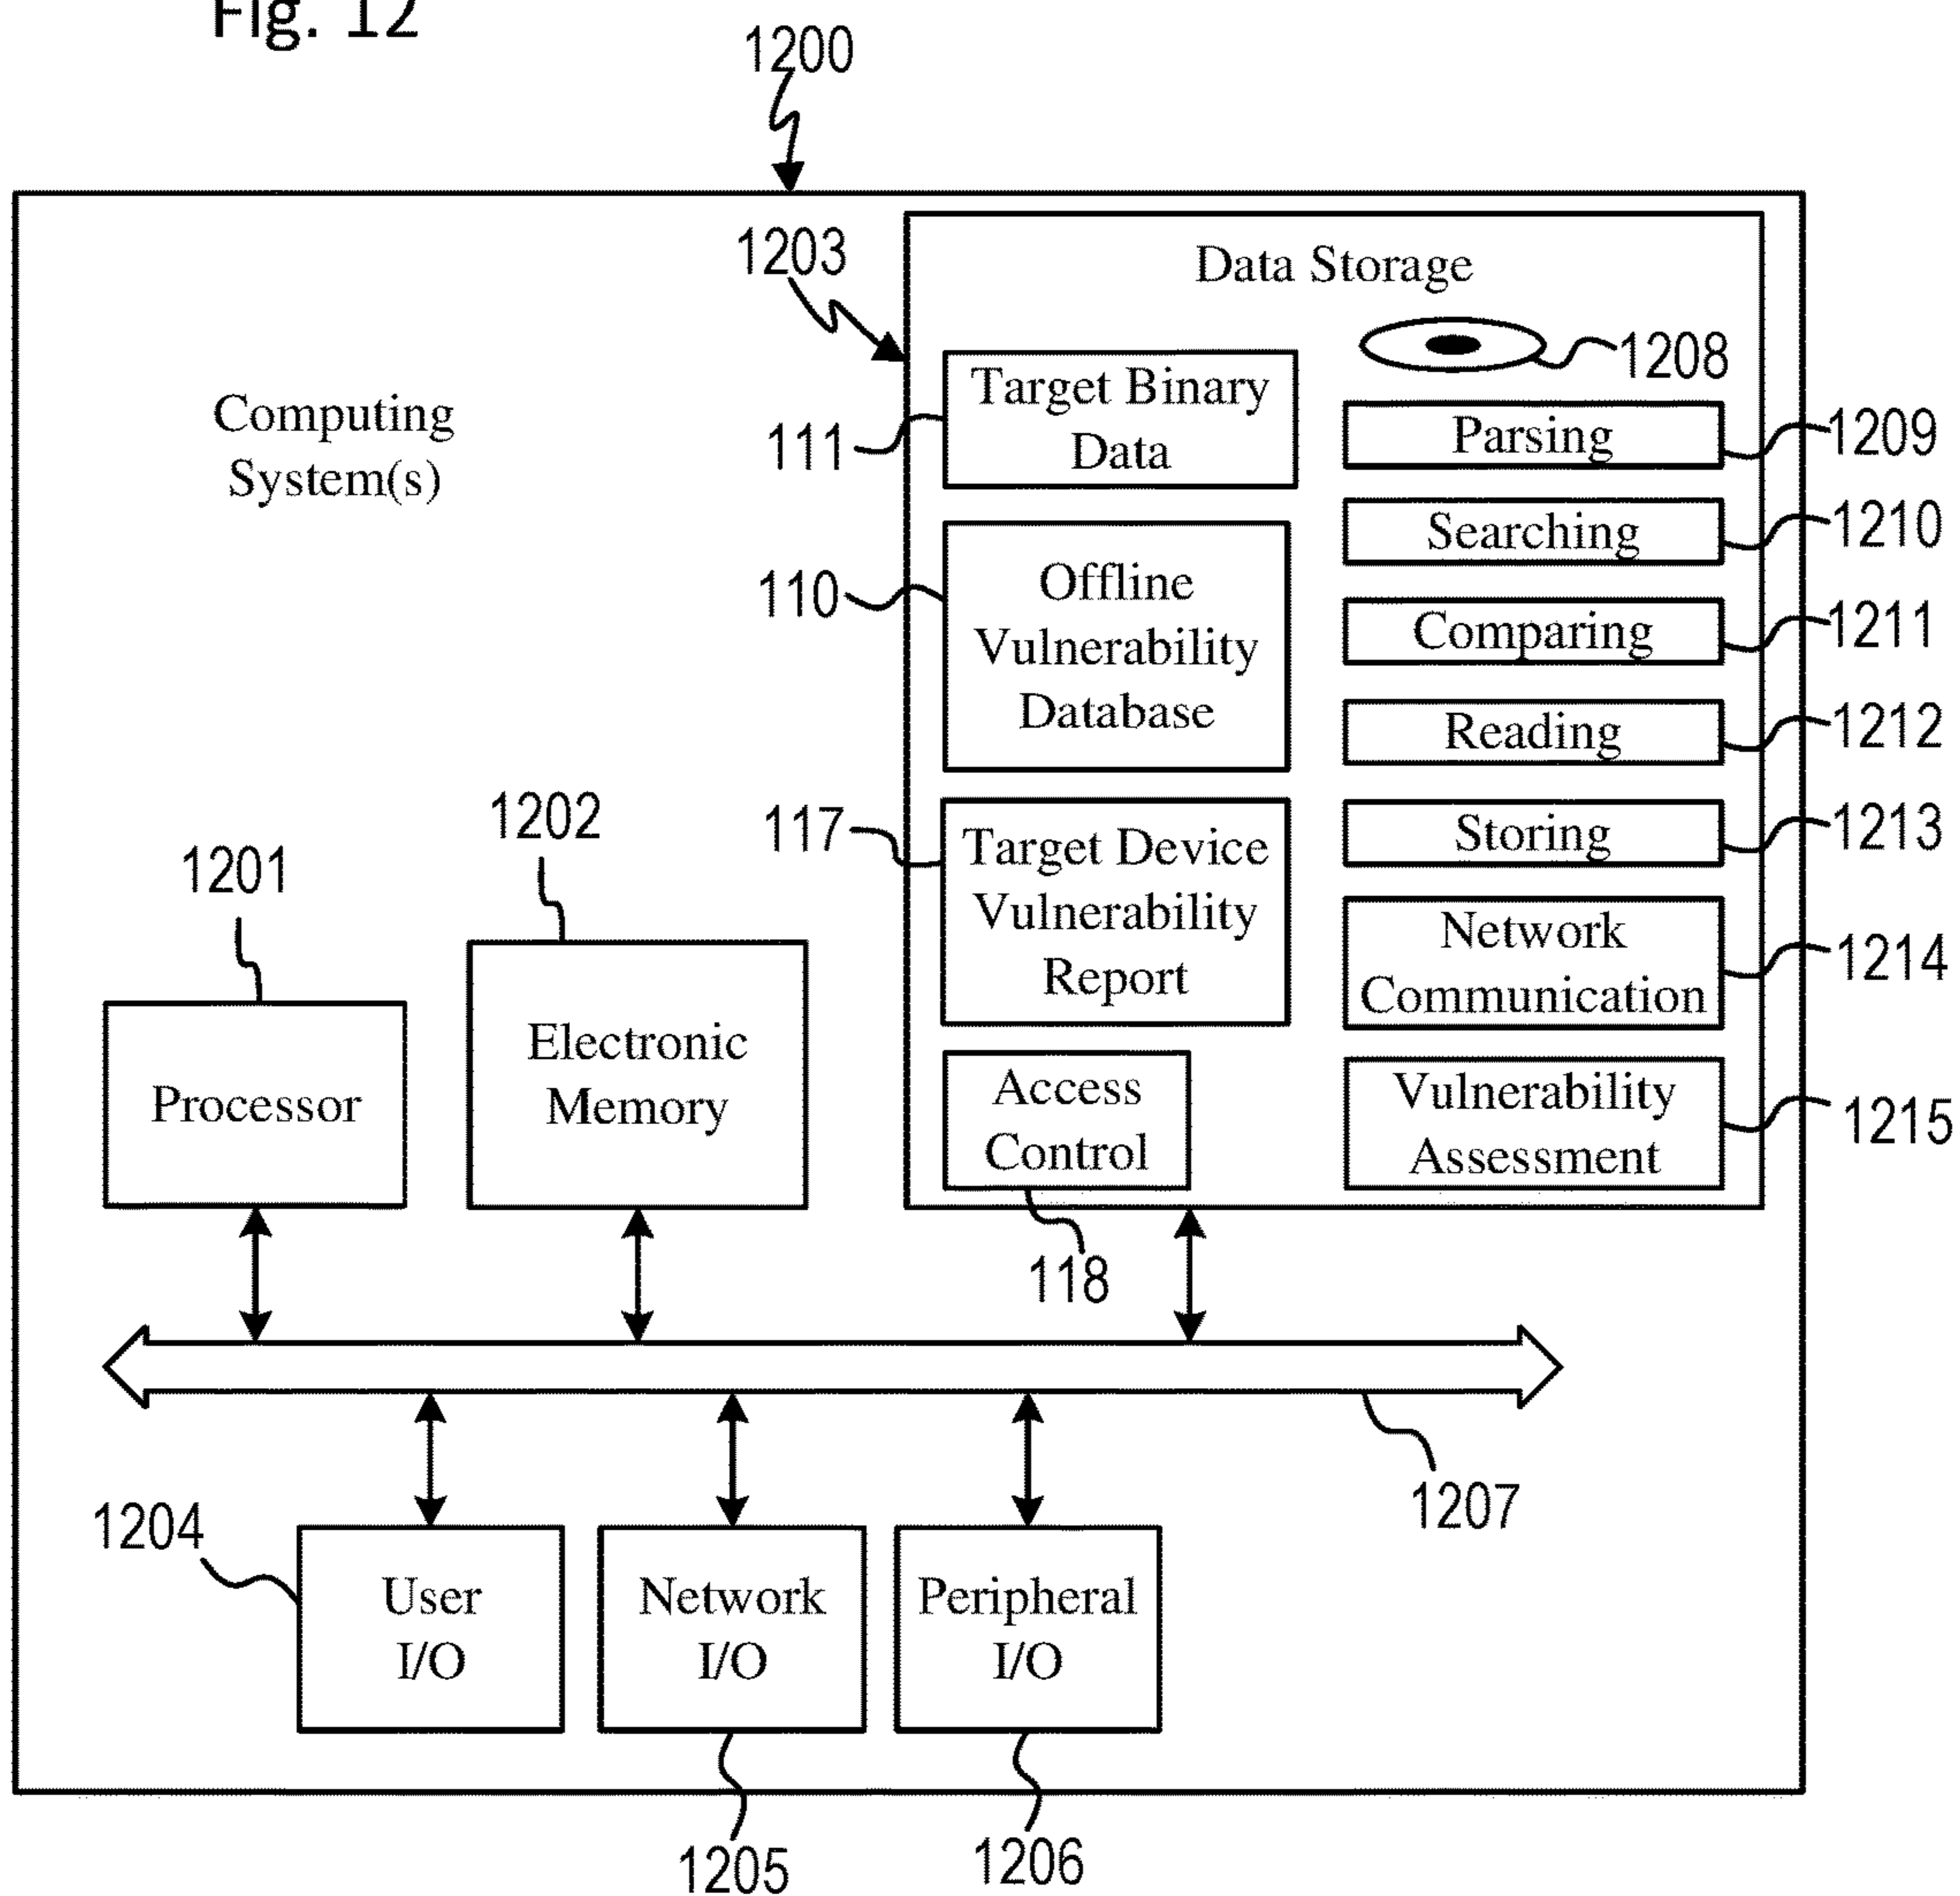 Fig. 12
1200
1203
Data Storage
1208
Computing
System(s)
111
Target Binary
Data
Parsing
1209
Searching
1210
110
Offline
Vulnerability
Database
Comparing
1211
Reading
1212
117
Target Device
Vulnerability
Report
Storing
1213
Network
Communication
1214
Access
Control
118
Vulnerability
Assessment
1215
1201
Processor
1202
Electronic
Memory
1207
1204
User
I/O
Network
I/O
Peripheral
I/O
1205
1206